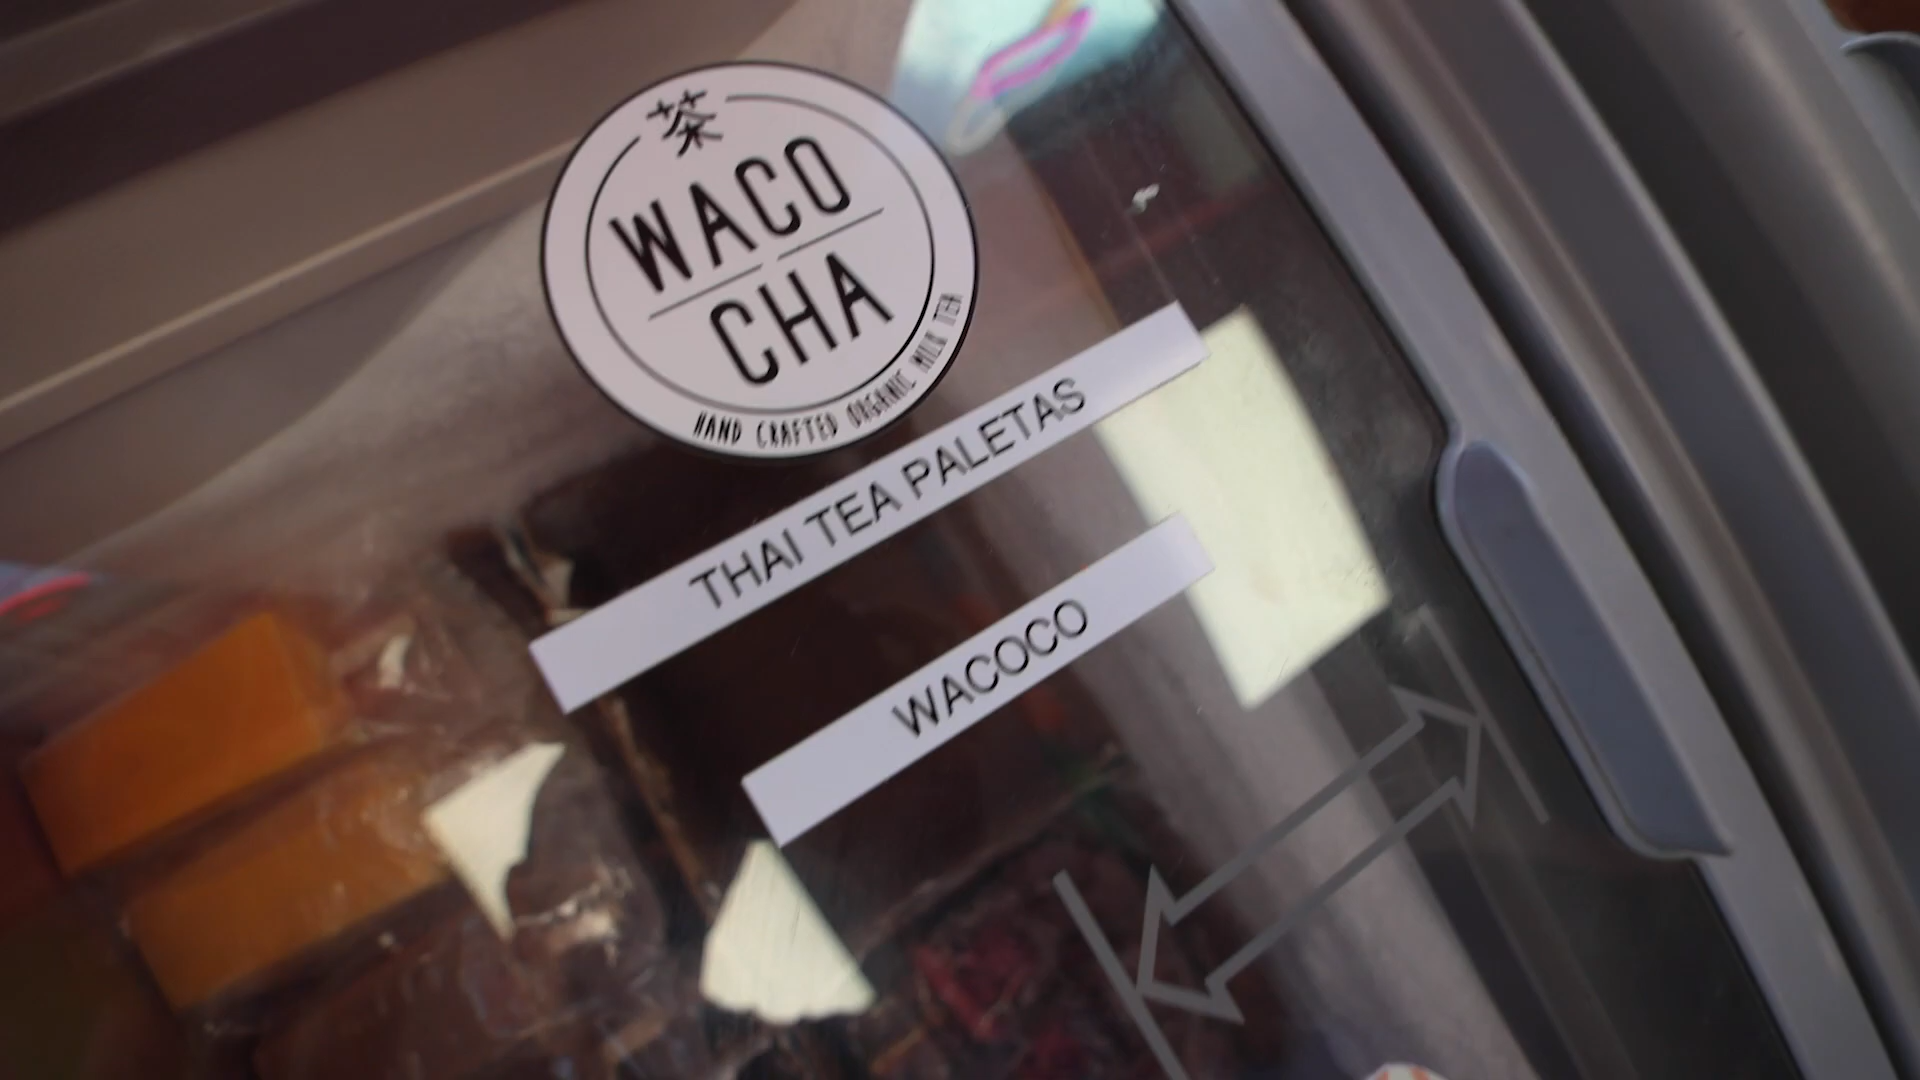 茶
WACO
CHA
HAND CRAFTED ORGANIC MILK TEA
THAI TEA PALETAS
WACOCO